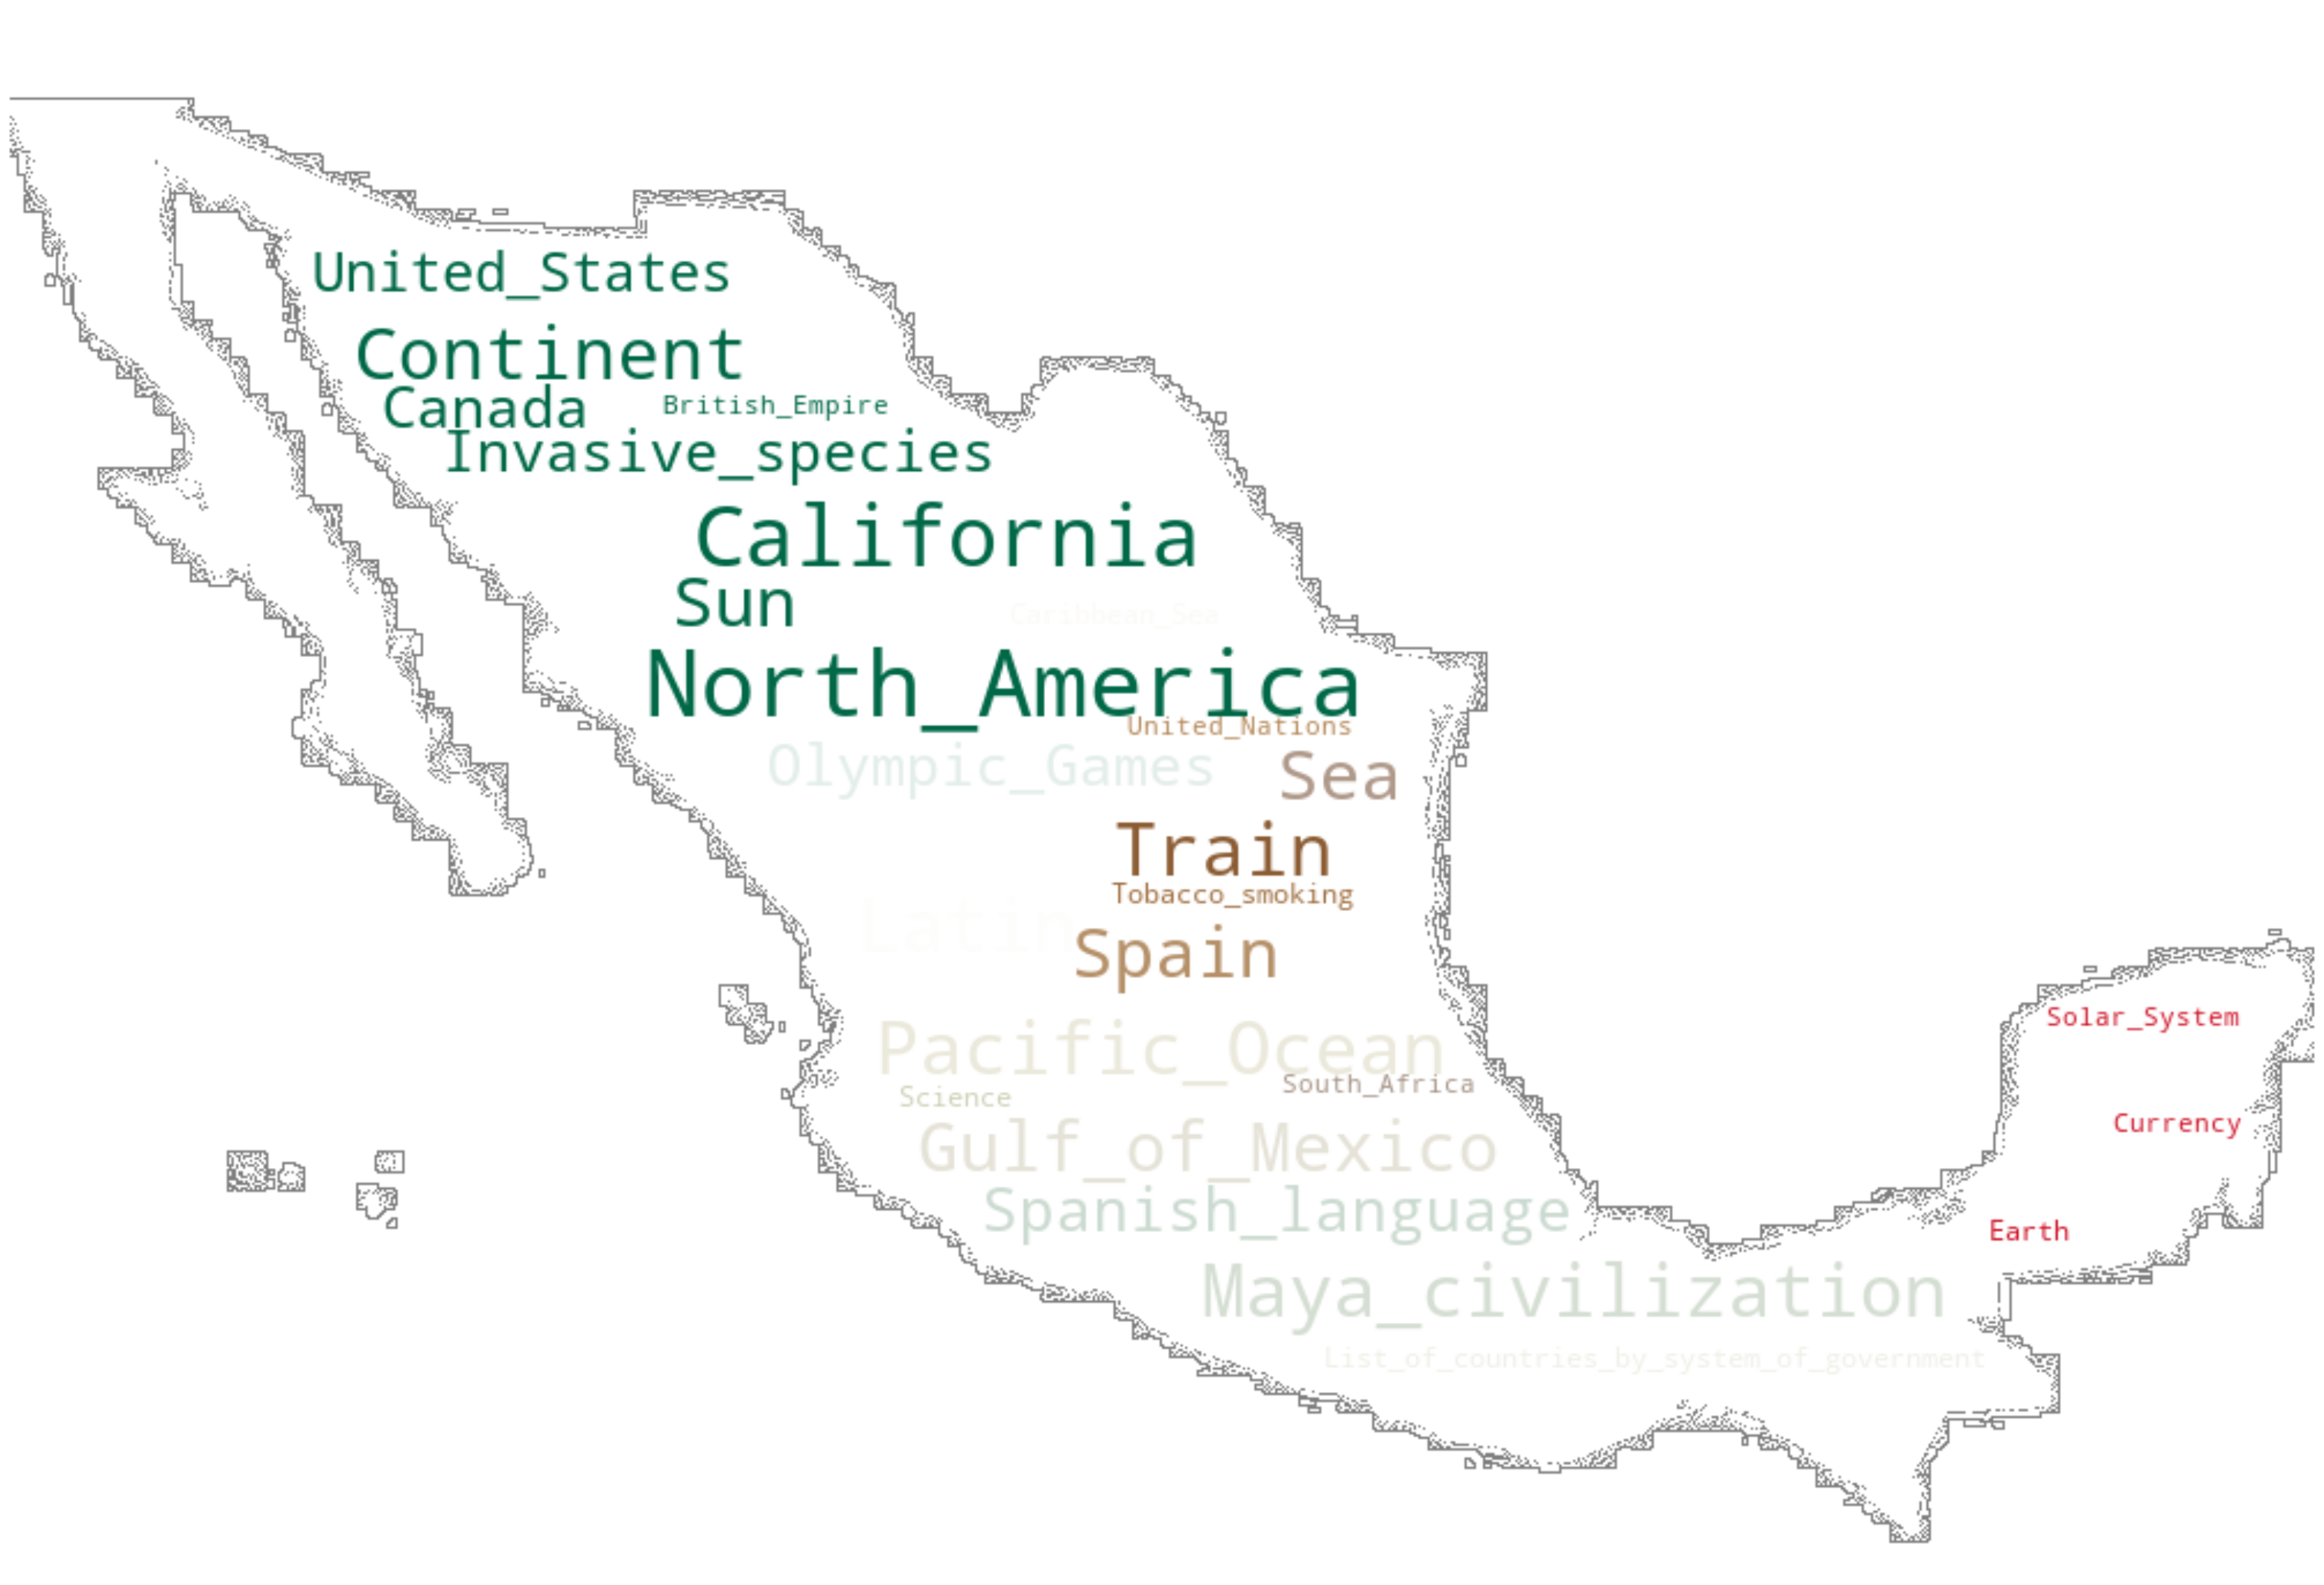 United_States
Continent
Canada
British_Empire
Invasive_species
California
Sun
Caribbean_Sea
North_America
United_Nations
Olympic_Games
Sea
Train
Tobacco_smoking
Latin
Spain
Solar_System
Pacific_Ocean
South_Africa
Science
Currency
Gulf_of_Mexico
Spanish_language
Earth
Maya_civilization
List_of_countries_by_system_of_government